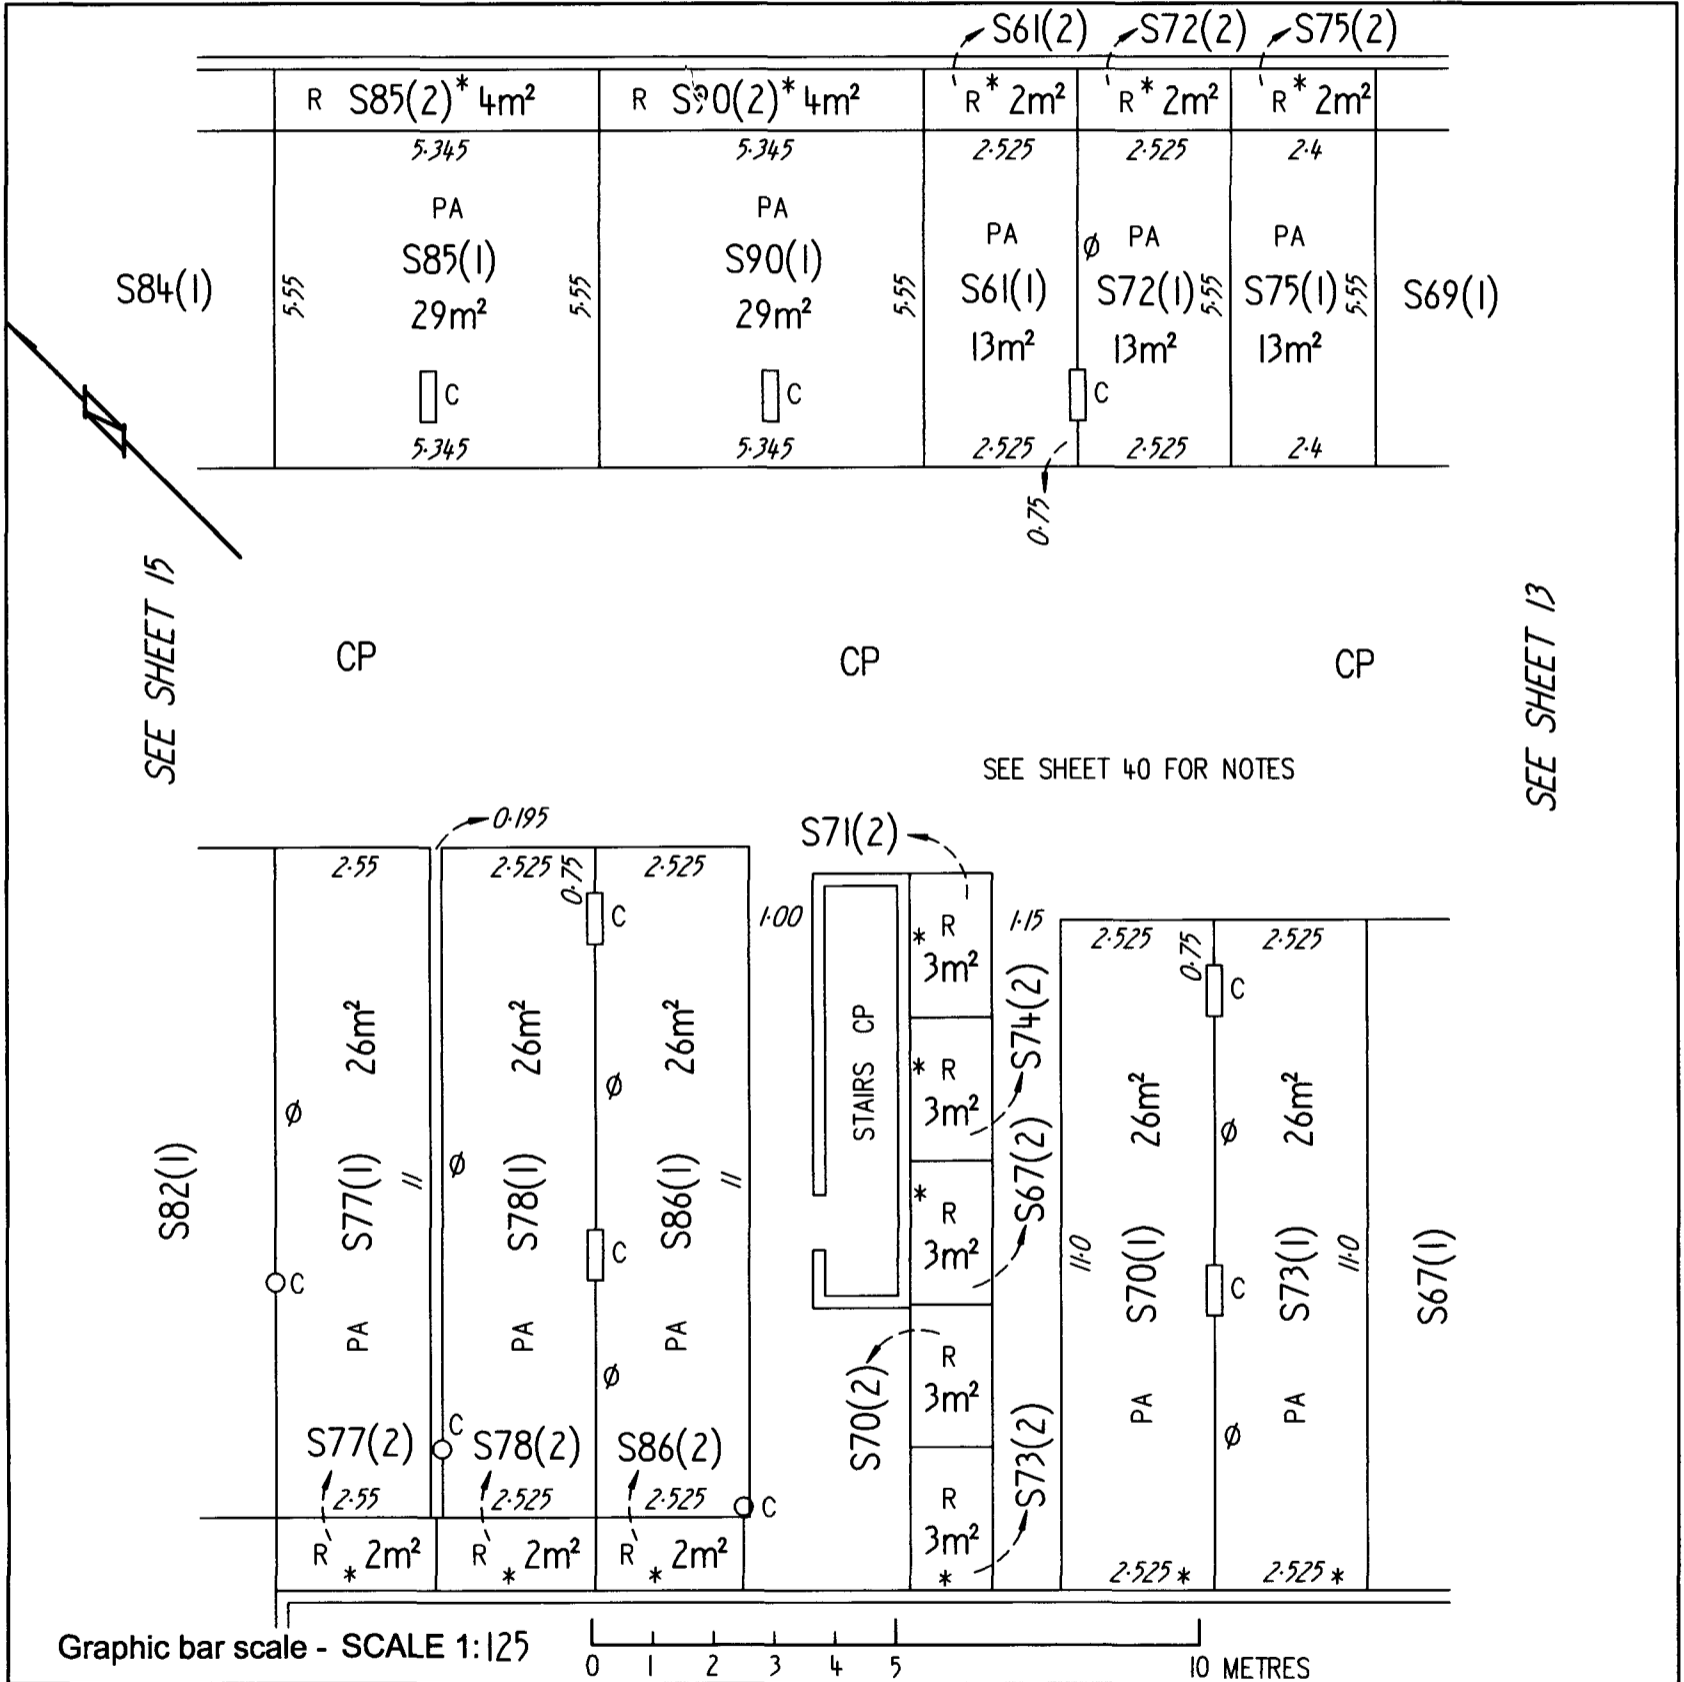 S61(2) S72(2) S75(2)
R S85(2)* 4m² R S90(2)* 4m² R* 2m² R* 2m² R* 2m²
5·345 5·345 2·525 2·525 2·4
PA PA PA Ø PA PA
S84(1) 5·55 S85(1) 5·55 S90(1) 5·55 S61(1) S72(1) 5·55 S75(1) 5·55 S69(1)
29m² 29m² 13m² 13m² 13m²
C C C
5·345 5·345 2·525 2·525 2·4
0·75
SEE SHEET 15
CP CP CP
SEE SHEET 13
SEE SHEET 40 FOR NOTES
0·195
S71(2)
2·55 2·525 0·75 2·525
C 1·00
* R
3m²
1·15
2·525 0·75 2·525
C
26m² 26m² 26m²
Ø Ø Ø
STAIRS CP
* R
3m²
S74(2)
26m² 26m²
Ø
S82(1) S77(1) 11 S78(1) S86(1) 11
* R
3m²
S67(2)
11·0 S70(1) S73(1) 11·0 S67(1)
C C C
PA PA PA
Ø
S70(2)
R
3m²
PA PA
Ø
S77(2) C S78(2) S86(2)
2·55 2·525 2·525 C
R
3m²
*
S73(2)
R * 2m² R * 2m² R * 2m²
2·525 * 2·525 *
Graphic bar scale - SCALE 1:125
0 1 2 3 4 5 10 METRES